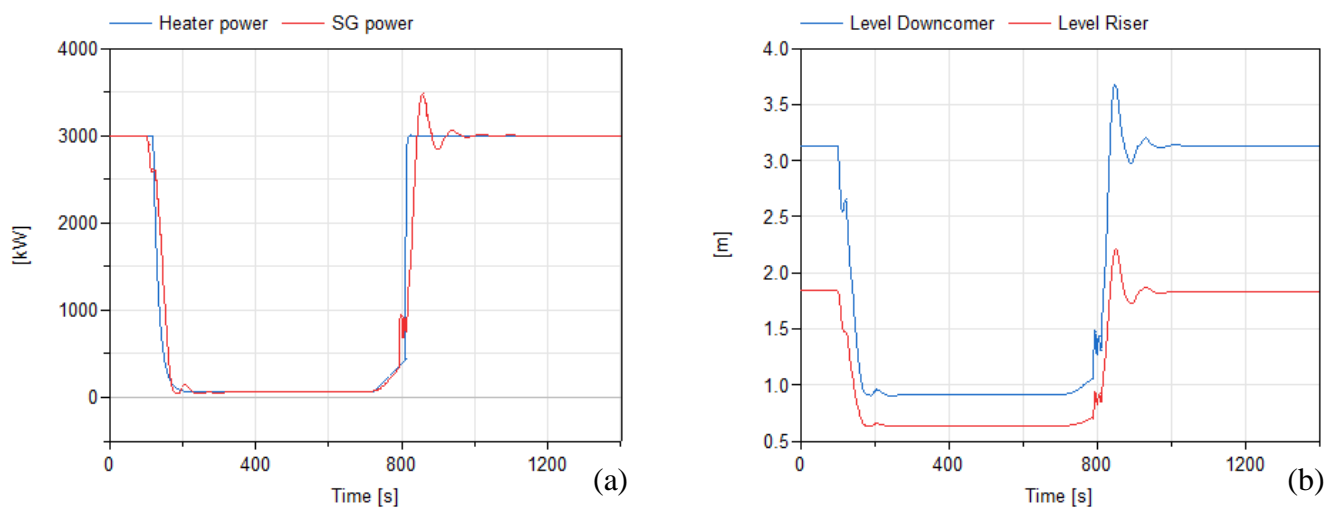 Heater power SG power
4000
3000
2000
1000
0
[kW]
0 400 800 1200
Time [s]
(a)
Level Downcomer Level Riser
4.0
3.5
3.0
2.5
2.0
1.5
1.0
0.5
[m]
0 400 800 1200
Time [s]
(b)